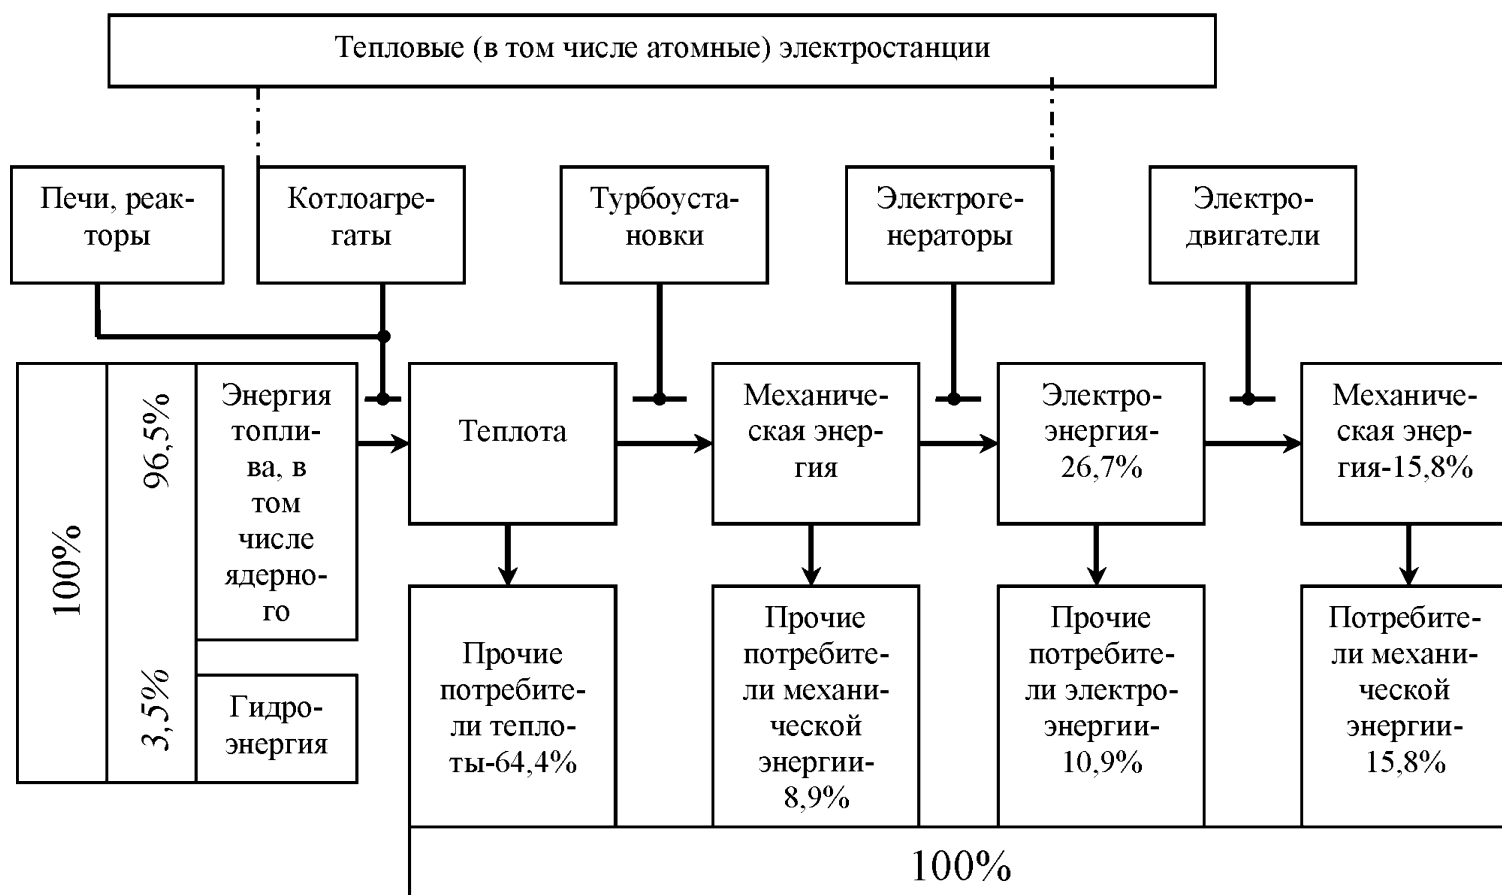 Тепловые (в том числе атомные) электростанции
Печи, реак-
торы
Котлоагре-
гаты
Турбоуста-
новки
Электроге-
нераторы
Электро-
двигатели
100%
96,5%
3,5%
Энергия
топли-
ва, в
том
числе
ядерно-
го
Гидро-
энергия
Теплота
Механиче-
ская энер-
гия
Электро-
энергия-
26,7%
Механиче-
ская энер-
гия-15,8%
Прочие
потребите-
ли тепло-
ты-64,4%
Прочие
потребите-
ли механи-
ческой
энергии-
8,9%
Прочие
потребите-
ли электро-
энергии-
10,9%
Потребите-
ли механи-
ческой
энергии-
15,8%
100%